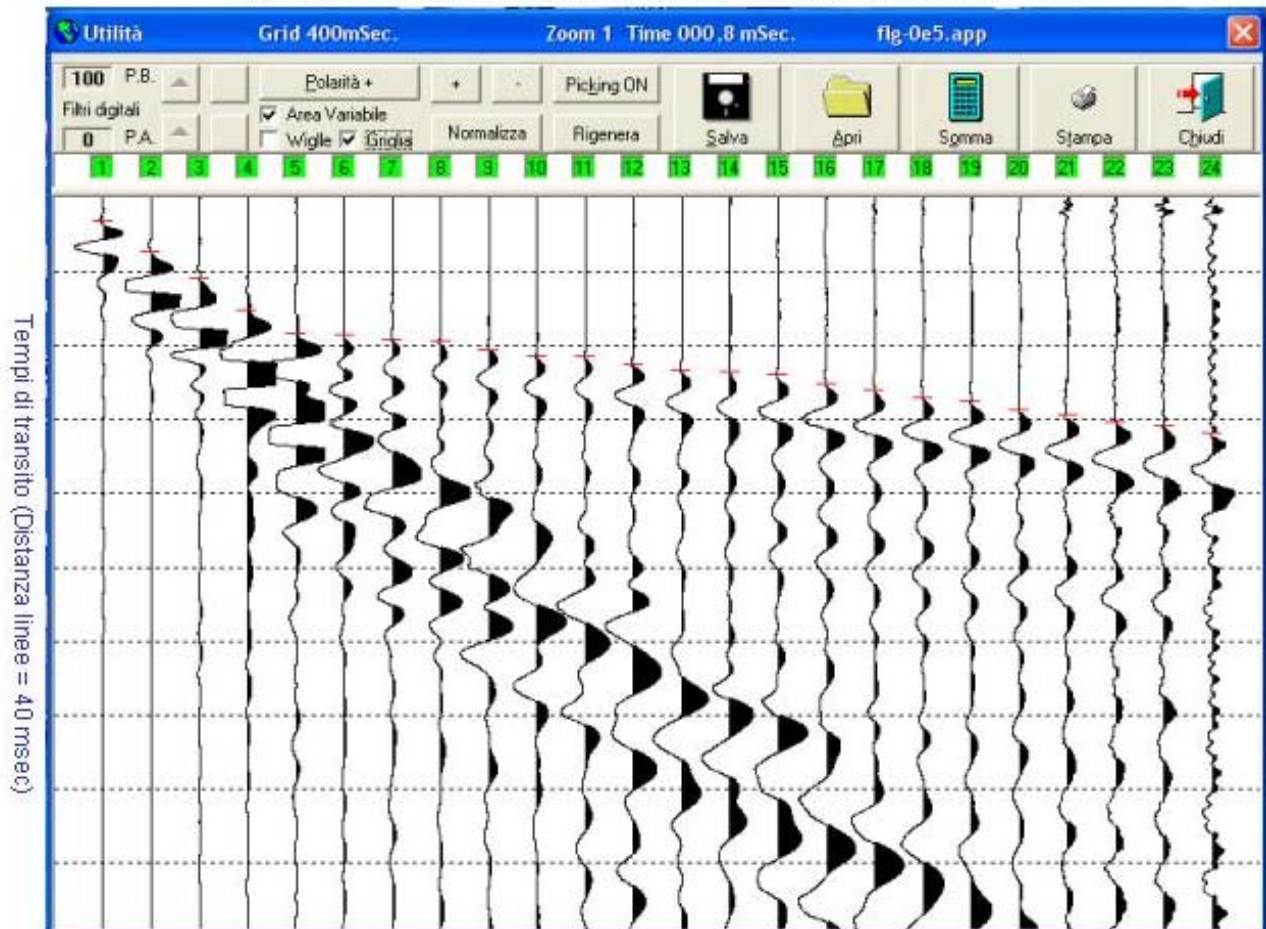 Utilità Grid 400mSec. Zoom 1 Time 000,8 mSec. flg-0e5.app
100 P.B. Polarità + + - Picking ON
Filtri digitali
Area Variabile
0 P.A. Wiglle Griglia Normalizza Rigenera Salva Apri Somma Stampa Chiudi
1 2 3 4 5 6 7 8 9 10 11 12 13 14 15 16 17 18 19 20 21 22 23 24
Tempi di transito (Distanza linee = 40 msec)